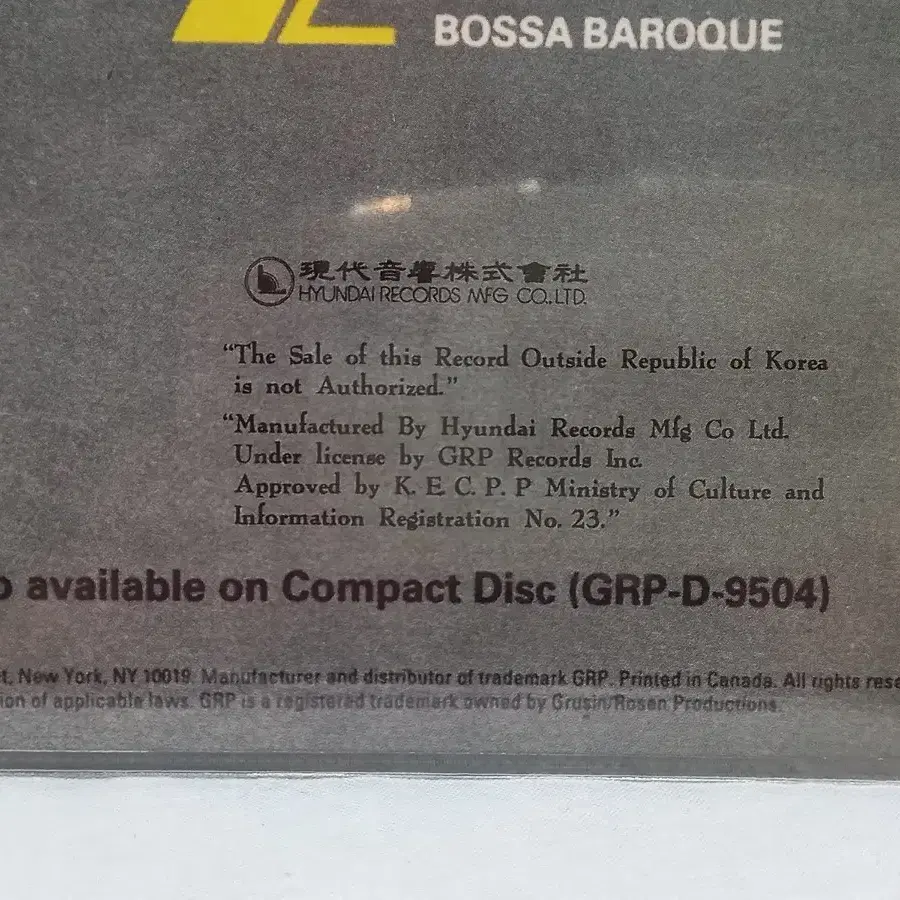 BOSSA BAROQUE
現代音響株式會社
HYUNDAI RECORDS MFG CO., LTD.
“The Sale of this Record Outside Republic of Korea
is not Authorized.”
“Manufactured By Hyundai Records Mfg Co Ltd.
Under license by GRP Records Inc.
Approved by K. E. C. P. P Ministry of Culture and
Information Registration No. 23.”
available on Compact Disc (GRP-D-9504)
New York, NY 10019. Manufacturer and distributor of trademark GRP. Printed in Canada. All rights
of applicable laws. GRP is a registered trademark owned by Grusin/Rosen Productions.